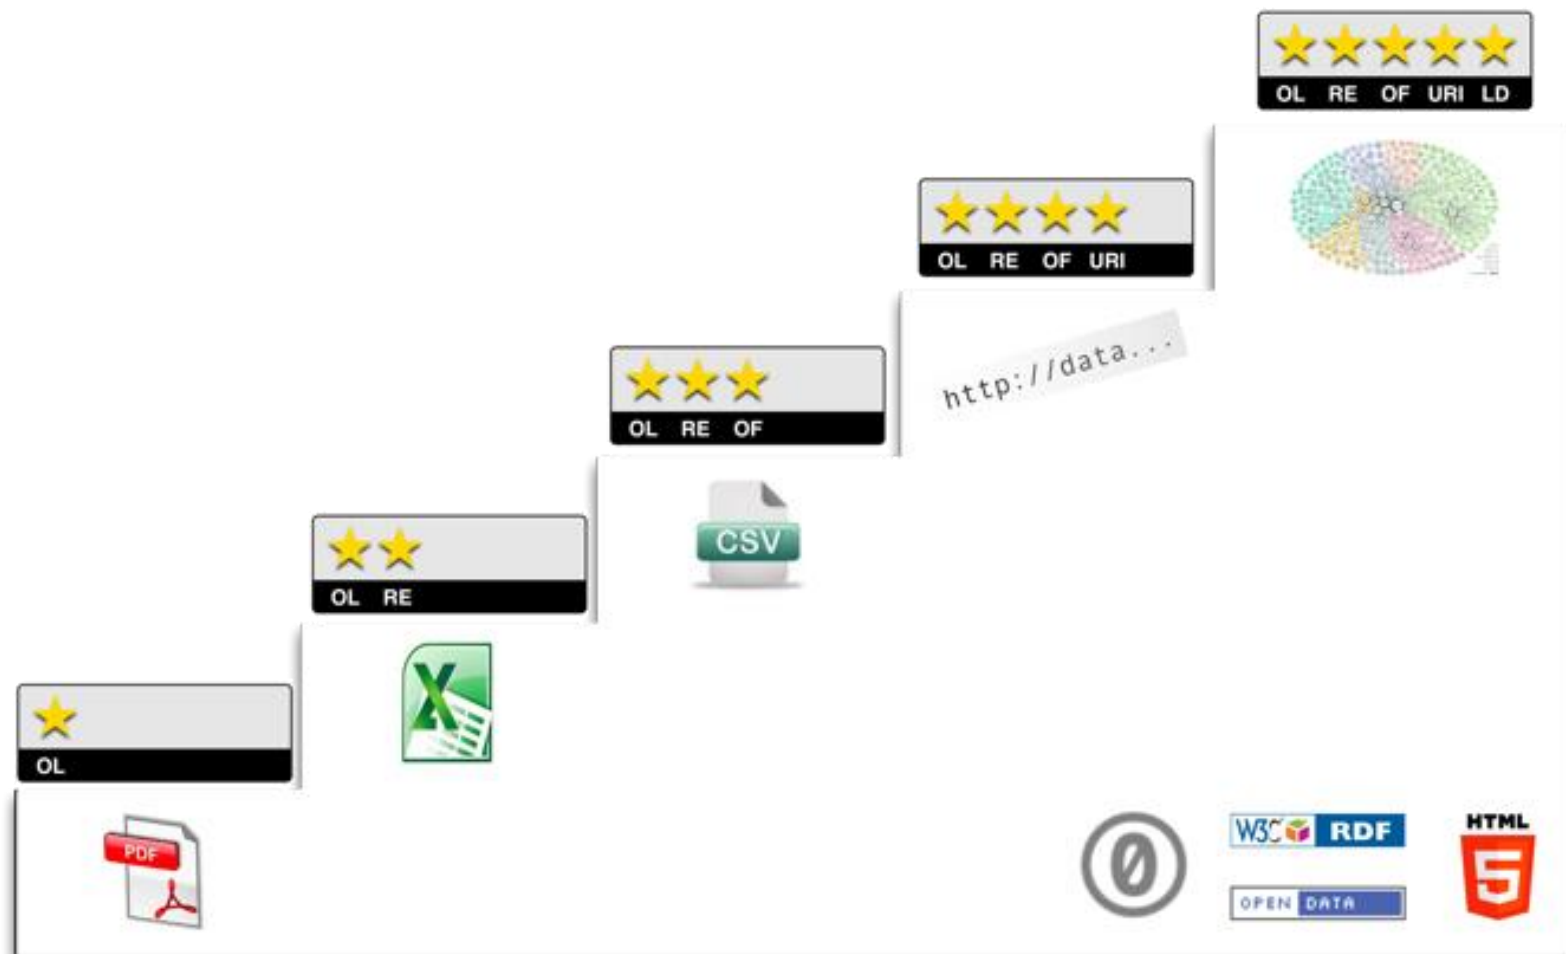 OL RE OF URI LD
OL RE OF URI
http://data...
OL RE OF
CSV
OL RE
X
OL
PDF
0
W3C RDF
OPEN DATA
HTML
5